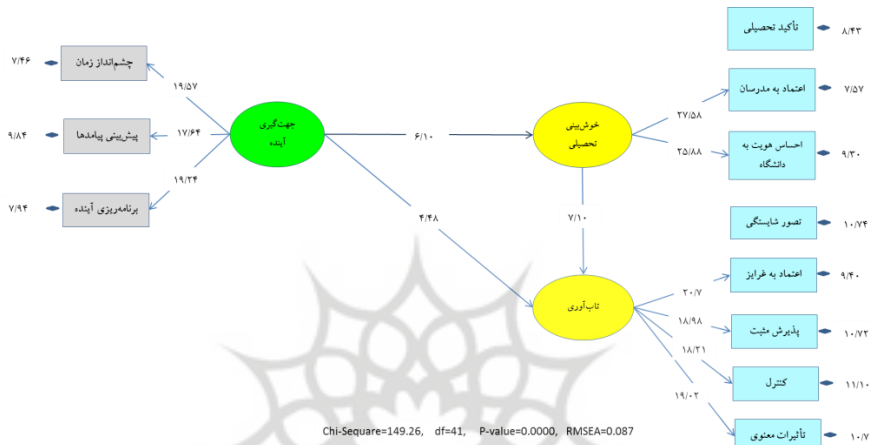 تأکید تحصیلی
۸/۴۳
۷/۴۶
چشم‌انداز زمان
۱۹/۵۷
اعتماد به مدرسان
۷/۵۷
۲۷/۵۸
۹/۸۴
پیش‌بینی پیامدها
۱۷/۶۴
جهت‌گیری
آینده
۶/۱۰
خوش‌بینی
تحصیلی
۲۵/۸۸
احساس هویت به
دانشگاه
۹/۳۰
۱۹/۲۴
۷/۹۴
برنامه‌ریزی آینده
۴/۴۸
۷/۱۰
تصور شایستگی
۱۰/۷۴
اعتماد به غرایز
۹/۴۰
۲۰/۷
تاب‌آوری
۱۸/۹۸
پذیرش مثبت
۱۰/۷۲
۱۸/۳۱
کنترل
۱۱/۱۰
۱۹/۰۲
تأثیرات معنوی
۱۰/۷
Chi-Sequare=149.26, df=41, P-value=0.0000, RMSEA=0.087